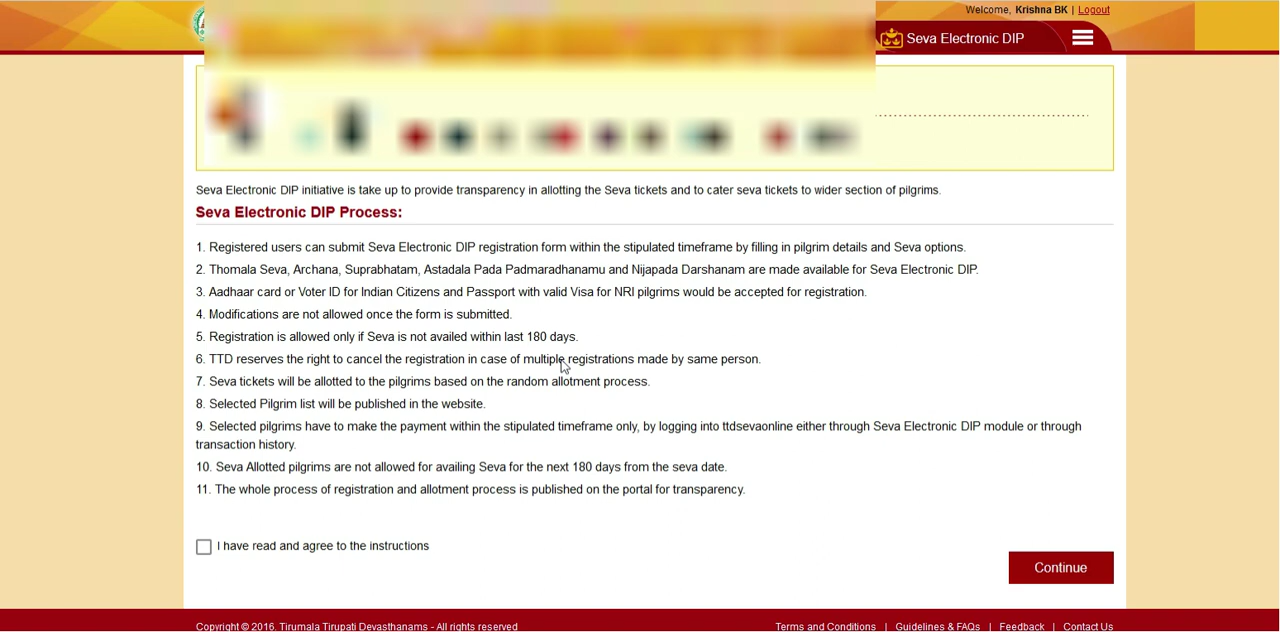 Welcome, Krishna BK | Logout
Seva Electronic DIP
Seva Electronic DIP initiative is take up to provide transparency in allotting the Seva tickets and to cater seva tickets to wider section of pilgrims.
Seva Electronic DIP Process:
1. Registered users can submit Seva Electronic DIP registration form within the stipulated timeframe by filling in pilgrim details and Seva options.
2. Thomala Seva, Archana, Suprabhatam, Astadala Pada Padmaradhanamu and Nijapada Darshanam are made available for Seva Electronic DIP.
3. Aadhaar card or Voter ID for Indian Citizens and Passport with valid Visa for NRI pilgrims would be accepted for registration.
4. Modifications are not allowed once the form is submitted.
5. Registration is allowed only if Seva is not availed within last 180 days.
6. TTD reserves the right to cancel the registration in case of multiple registrations made by same person.
7. Seva tickets will be allotted to the pilgrims based on the random allotment process.
8. Selected Pilgrim list will be published in the website.
9. Selected pilgrims have to make the payment within the stipulated timeframe only, by logging into ttdsevaonline either through Seva Electronic DIP module or through
transaction history.
10. Seva Allotted pilgrims are not allowed for availing Seva for the next 180 days from the seva date.
11. The whole process of registration and allotment process is published on the portal for transparency.
I have read and agree to the instructions
Continue
Copyright © 2016. Tirumala Tirupati Devasthanams - All rights reserved Terms and Conditions | Guidelines & FAQs | Feedback | Contact Us